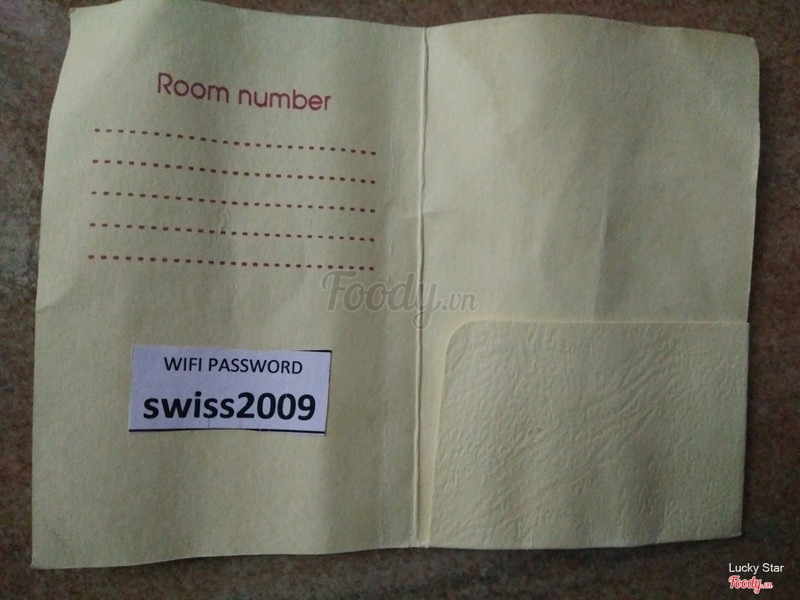 Room number
Foody.vn
WIFI PASSWORD
swiss2009
Lucky Star
Foody.vn